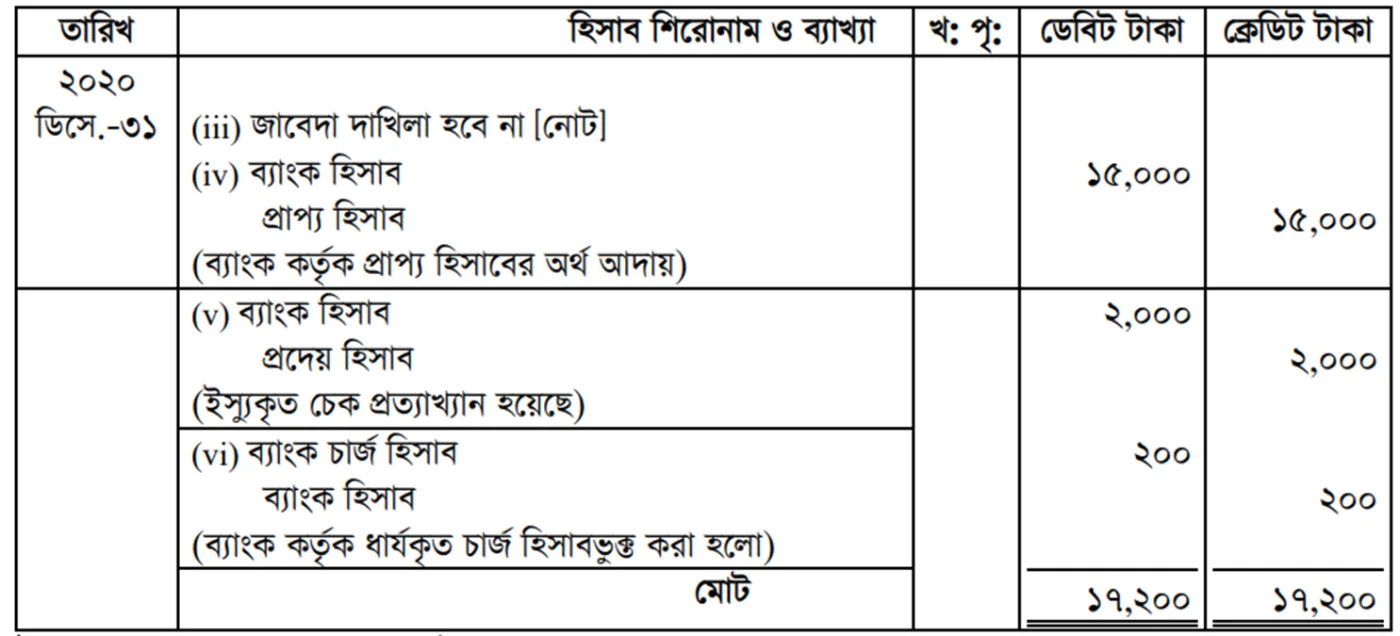 তারিখ হিসাব শিরোনাম ও ব্যাখ্যা খ: পৃ: ডেবিট টাকা ক্রেডিট টাকা
২০২০
ডিসে.-৩১ (iii) জাবেদা দাখিলা হবে না [নোট]
(iv) ব্যাংক হিসাব ১৫,০০০
প্রাপ্য হিসাব ১৫,০০০
(ব্যাংক কর্তৃক প্রাপ্য হিসাবের অর্থ আদায়)
(v) ব্যাংক হিসাব ২,০০০
প্রদেয় হিসাব ২,০০০
(ইস্যুকৃত চেক প্রত্যাখ্যান হয়েছে)
(vi) ব্যাংক চার্জ হিসাব ২০০
ব্যাংক হিসাব ২০০
(ব্যাংক কর্তৃক ধার্যকৃত চার্জ হিসাবভুক্ত করা হলো)
মোট ১৭,২০০ ১৭,২০০